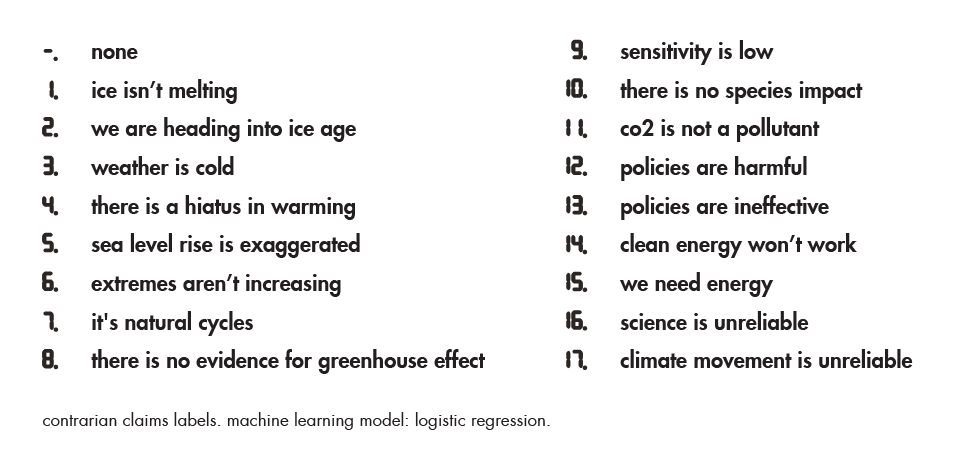 -. none
1. ice isn’t melting
2. we are heading into ice age
3. weather is cold
4. there is a hiatus in warming
5. sea level rise is exaggerated
6. extremes aren’t increasing
7. it's natural cycles
8. there is no evidence for greenhouse effect
9. sensitivity is low
10. there is no species impact
11. co2 is not a pollutant
12. policies are harmful
13. policies are ineffective
14. clean energy won’t work
15. we need energy
16. science is unreliable
17. climate movement is unreliable
contrarian claims labels. machine learning model: logistic regression.